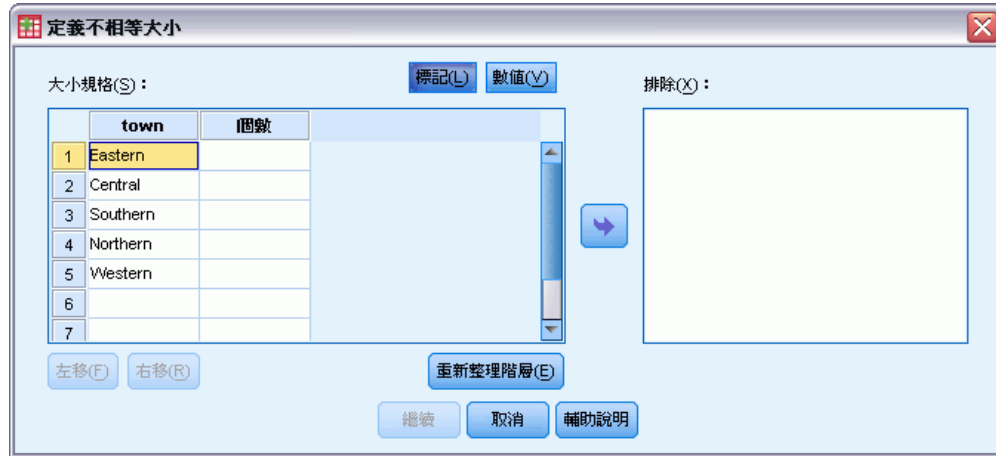 定義不相等大小
大小規格(S)： 標記(L) 數值(V) 排除(X)：
town 個數
1 Eastern
2 Central
3 Southern
4 Northern
5 Western
6
7
左移(F) 右移(R) 重新整理階層(E)
繼續 取消 輔助說明